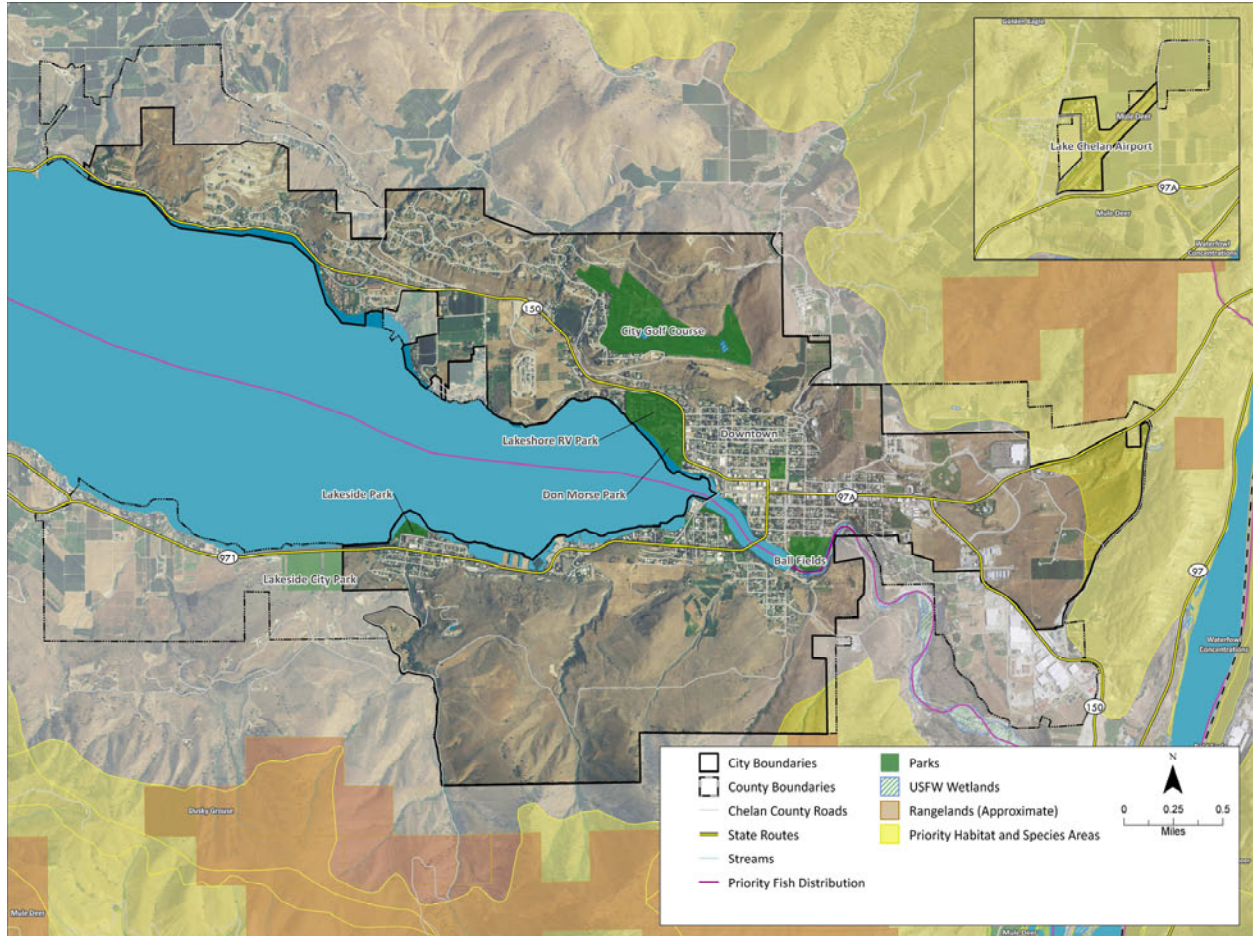 Golden Eagle
Mule Deer
Lake Chelan Airport
97A
Mule Deer
Waterfowl
Concentrations
150
City Golf Course
Lakeshore RV Park
Downtown
Don Morse Park
Lakeside Park
97A
971
Ball Fields
Lakeside City Park
97
Waterfowl
Concentrations
150
Dusky Grouse
Mule Deer
City Boundaries
County Boundaries
Chelan County Roads
State Routes
Streams
Priority Fish Distribution
Parks
USFW Wetlands
Rangelands (Approximate)
Priority Habitat and Species Areas
N
0 0.25 0.5
Miles
Mule Deer